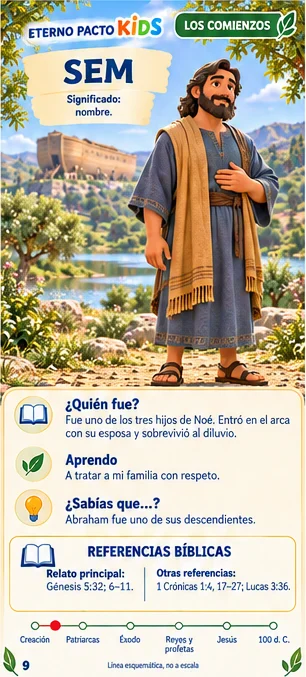 ETERNO PACTO KiDS
LOS COMIENZOS
SEM
Significado:
nombre.
¿Quién fue?
Fue uno de los tres hijos de Noé. Entró en el arca
con su esposa y sobrevivió al diluvio.
Aprendo
A tratar a mi familia con respeto.
¿Sabías que...?
Abraham fue uno de sus descendientes.
REFERENCIAS BÍBLICAS
Relato principal:
Génesis 5:32; 6–11.
Otras referencias:
1 Crónicas 1:4, 17–27; Lucas 3:36.
Creación
Patriarcas
Éxodo
Reyes y
profetas
Jesús
100 d. C.
9
Línea esquemática, no a escala